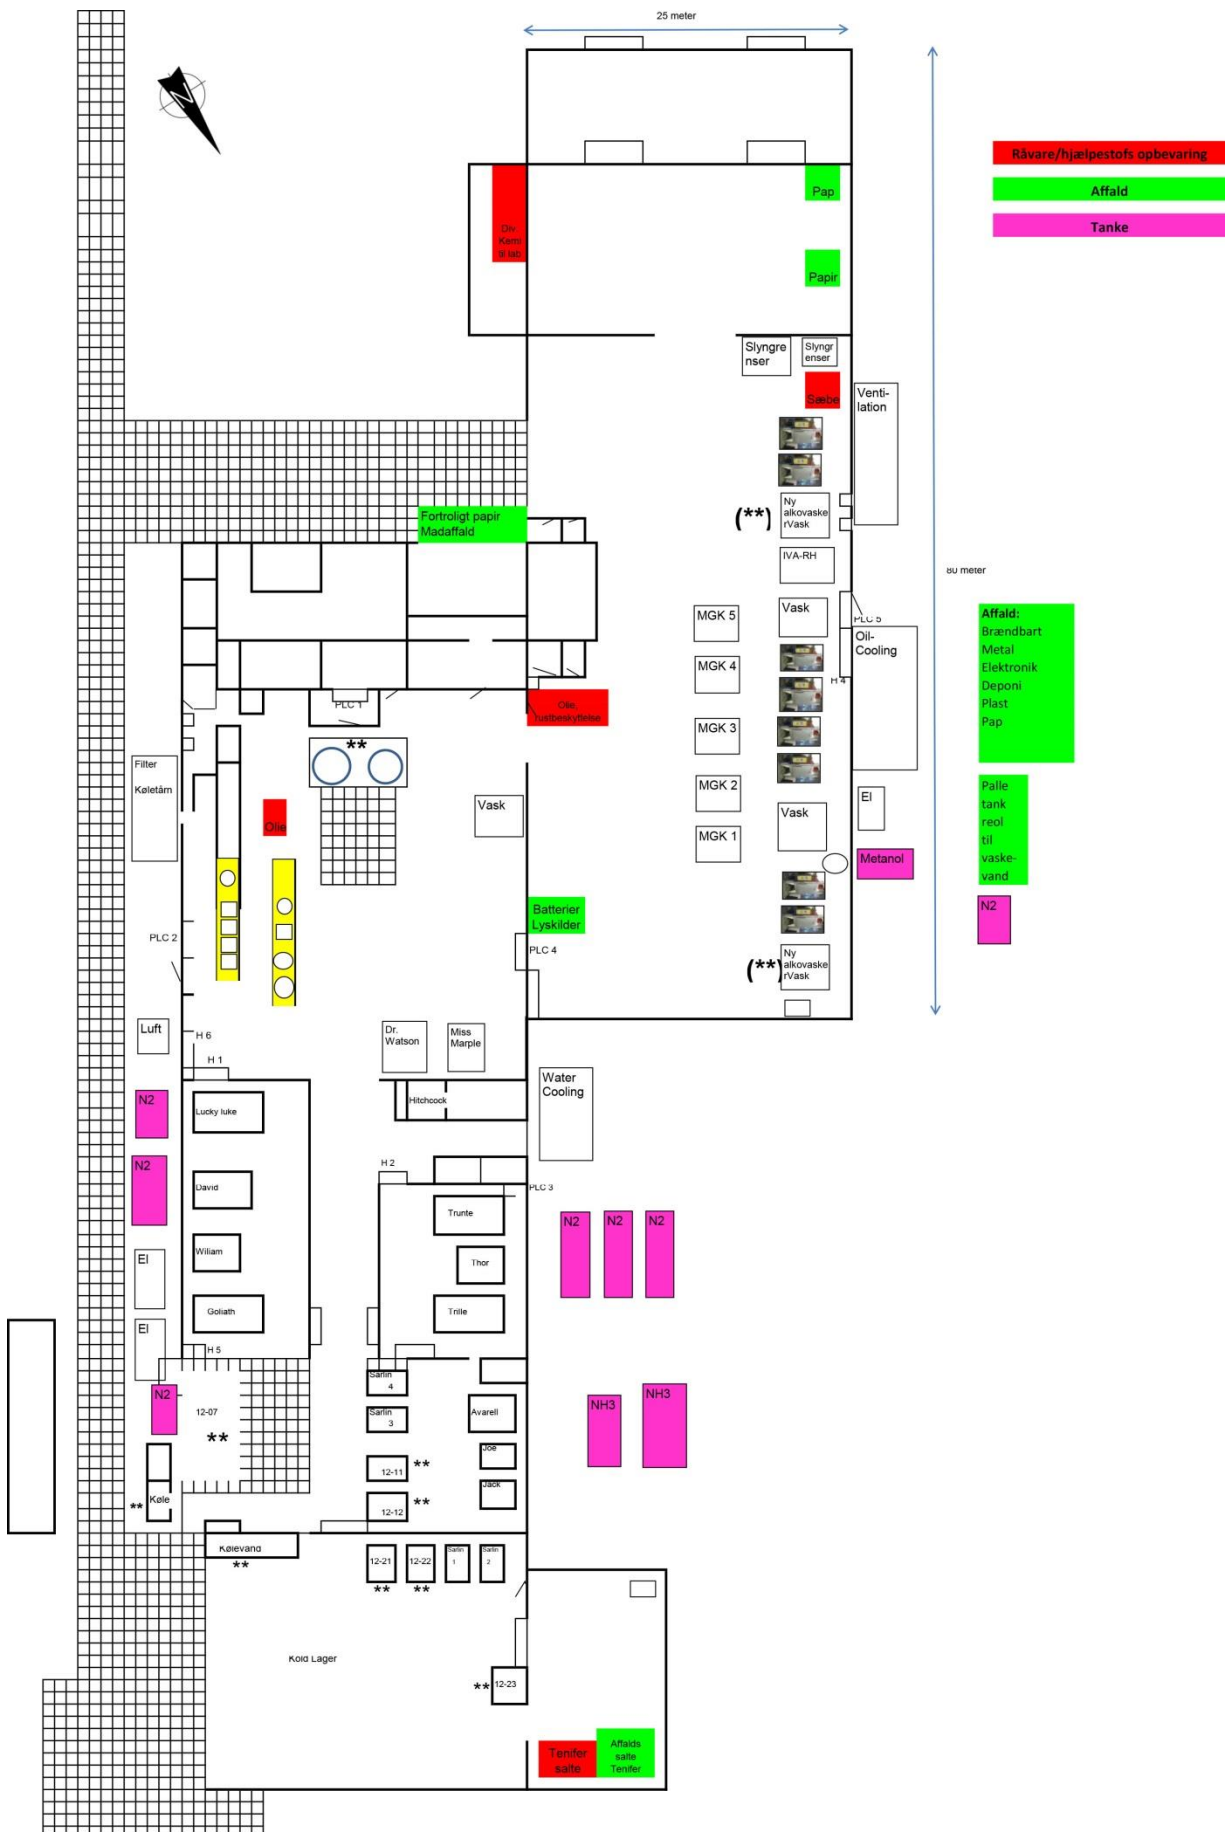 25 meter
N
Råvare/hjælpestofs opbevaring
Affald
Tanke
Pap
Div.
Kemi
til lab
Papir
Slyngre
nser
Slyngr
enser
Sæbe
Venti-
lation
Fortroligt papir
Madaffald
(**)
Ny
alkovaske
rVask
IVA-RH
80 meter
MGK 5
Vask
PLC 5
Oil-
Cooling
Affald:
Brændbart
Metal
Elektronik
Deponi
Plast
Pap
MGK 4
H 4
PLC 1
Olie,
rustbeskyttelse
**
MGK 3
Filter
Køletårn
MGK 2
Vask
Vask
El
Palle
tank
reol
til
vaske-
vand
Olie
MGK 1
Metanol
N2
Batterier
Lyskilder
PLC 2
PLC 4
(**)
Ny
alkovaske
rVask
Luft
H 6
Dr.
Watson
Miss
Marple
H 1
Water
Cooling
N2
Lucky luke
Hitchcock
N2
H 2
David
PLC 3
Trunte
N2
N2
N2
El
Wiliam
Thor
Goliath
Trille
El
H 5
Sarlin
4
N2
12-07
**
Sarlin
3
Avarell
NH3
NH3
Joe
12-11
**
Jack
**
Køle
12-12
**
Kølevand
**
12-21
**
12-22
**
Sarlin
1
Sarlin
2
Kold Lager
**
12-23
Tenifer
salte
Affalds
salte
Tenifer